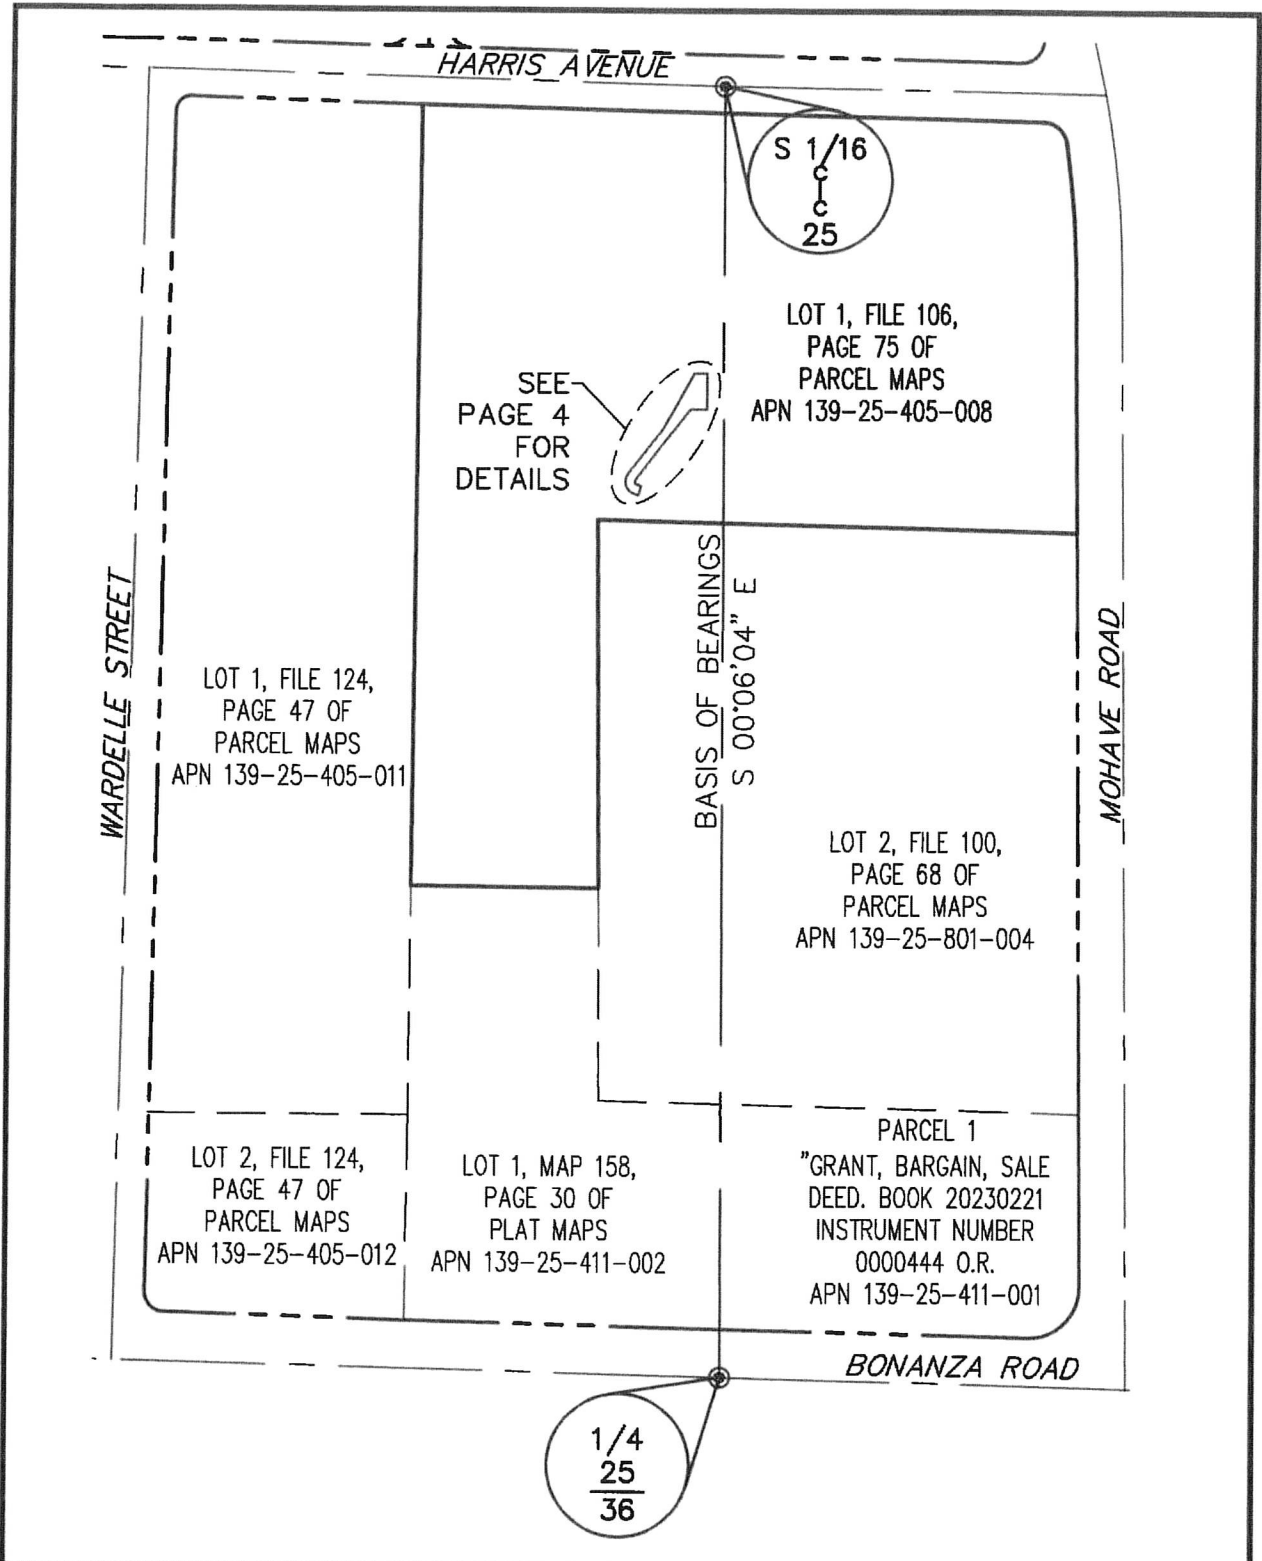 HARRIS AVENUE
S 1/16
C
C
25
LOT 1, FILE 106,
PAGE 75 OF
PARCEL MAPS
APN 139-25-405-008
SEE
PAGE 4
FOR
DETAILS
BASIS OF BEARINGS
S 00°06'04" E
WARDELLE STREET
LOT 1, FILE 124,
PAGE 47 OF
PARCEL MAPS
APN 139-25-405-011
MOHAVE ROAD
LOT 2, FILE 100,
PAGE 68 OF
PARCEL MAPS
APN 139-25-801-004
LOT 2, FILE 124,
PAGE 47 OF
PARCEL MAPS
APN 139-25-405-012
LOT 1, MAP 158,
PAGE 30 OF
PLAT MAPS
APN 139-25-411-002
PARCEL 1
"GRANT, BARGAIN, SALE
DEED. BOOK 20230221
INSTRUMENT NUMBER
0000444 O.R.
APN 139-25-411-001
BONANZA ROAD
1/4
25
36